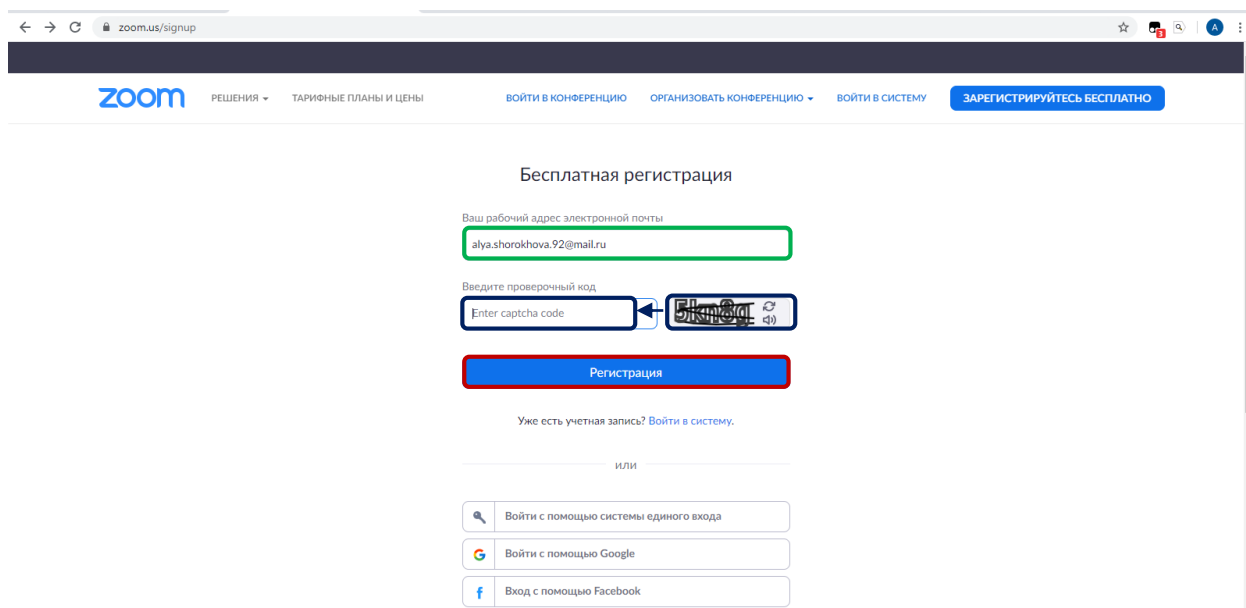 zoom.us/signup
3
A
zoom
РЕШЕНИЯ
ТАРИФНЫЕ ПЛАНЫ И ЦЕНЫ
ВОЙТИ В КОНФЕРЕНЦИЮ
ОРГАНИЗОВАТЬ КОНФЕРЕНЦИЮ
ВОЙТИ В СИСТЕМУ
ЗАРЕГИСТРИРУЙТЕСЬ БЕСПЛАТНО
Бесплатная регистрация
Ваш рабочий адрес электронной почты
alya.shorokhova.92@mail.ru
Введите проверочный код
Enter captcha code
5kn8g
Регистрация
Уже есть учетная запись? Войти в систему.
или
Войти с помощью системы единого входа
Войти с помощью Google
Вход с помощью Facebook